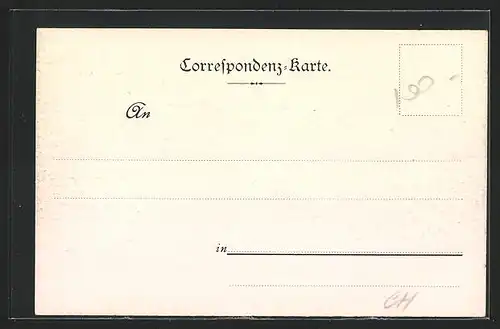 Correſpondenz-Karte.
An
in